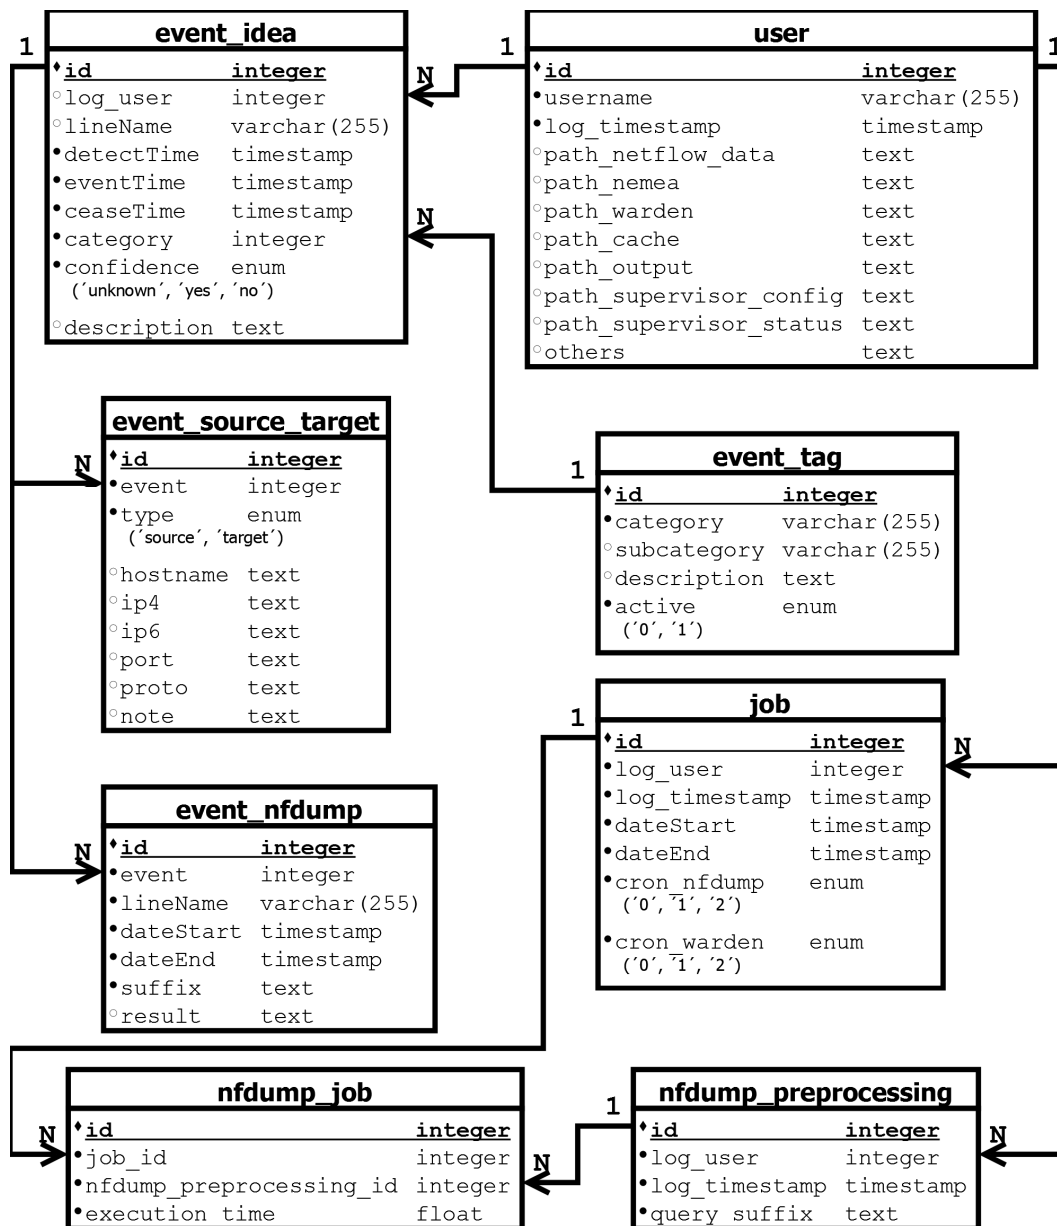 event_idea
1
id integer
log_user integer
lineName varchar(255)
detectTime timestamp
eventTime timestamp
ceaseTime timestamp
category integer
confidence enum
(´unknown´, ´yes´, ´no´)
description text
N
N
user
1
1
id integer
username varchar(255)
log_timestamp timestamp
path_netflow_data text
path_nemea text
path_warden text
path_cache text
path_output text
path_supervisor_config text
path_supervisor_status text
others text
event_source_target
N
id integer
event integer
type enum
(´source´, ´target´)
hostname text
ip4 text
ip6 text
port text
proto text
note text
event_tag
1
id integer
category varchar(255)
subcategory varchar(255)
description text
active enum
(´0´, ´1´)
job
1
N
id integer
log_user integer
log_timestamp timestamp
dateStart timestamp
dateEnd timestamp
cron_nfdump enum
(´0´, ´1´, ´2´)
cron_warden enum
(´0´, ´1´, ´2´)
event_nfdump
N
id integer
event integer
lineName varchar(255)
dateStart timestamp
dateEnd timestamp
suffix text
result text
nfdump_job
N
N
id integer
job_id integer
nfdump_preprocessing_id integer
execution_time float
nfdump_preprocessing
1
N
id integer
log_user integer
log_timestamp timestamp
query_suffix text